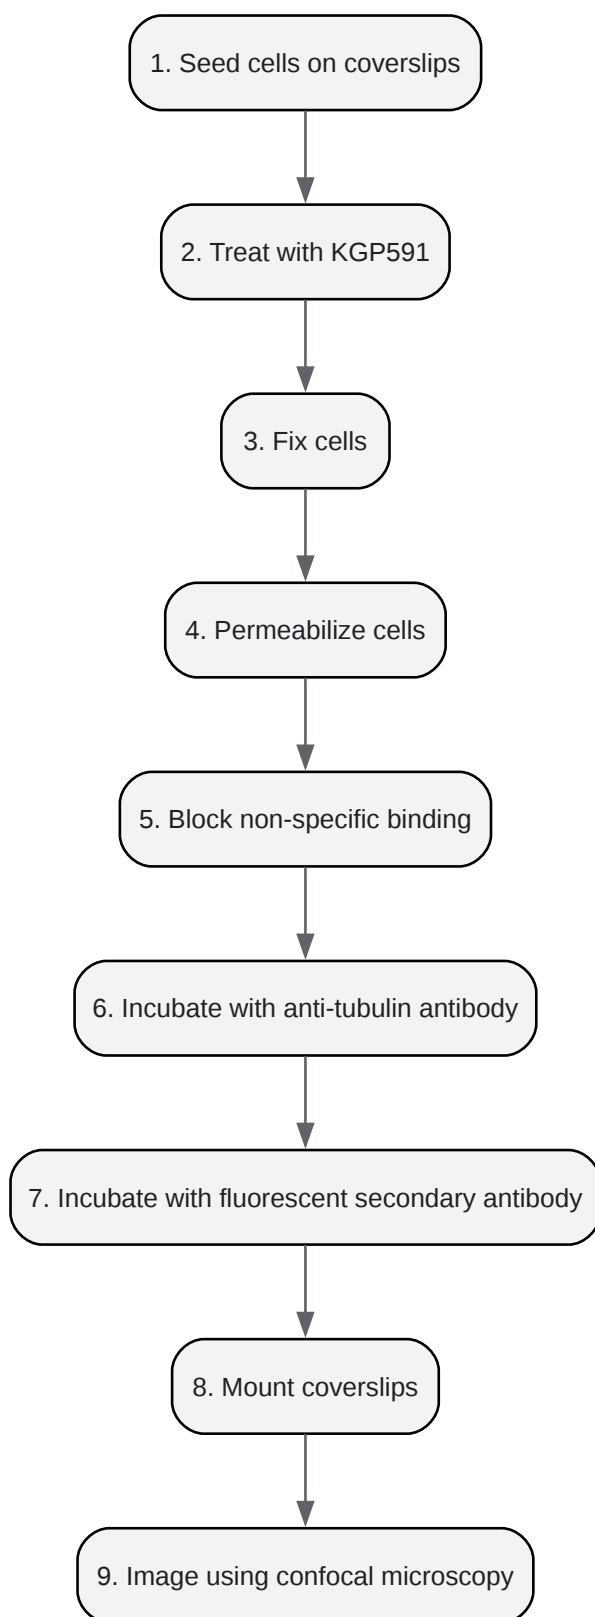 1. Seed cells on coverslips
2. Treat with KGP591
3. Fix cells
4. Permeabilize cells
5. Block non-specific binding
6. Incubate with anti-tubulin antibody
7. Incubate with fluorescent secondary antibody
8. Mount coverslips
9. Image using confocal microscopy